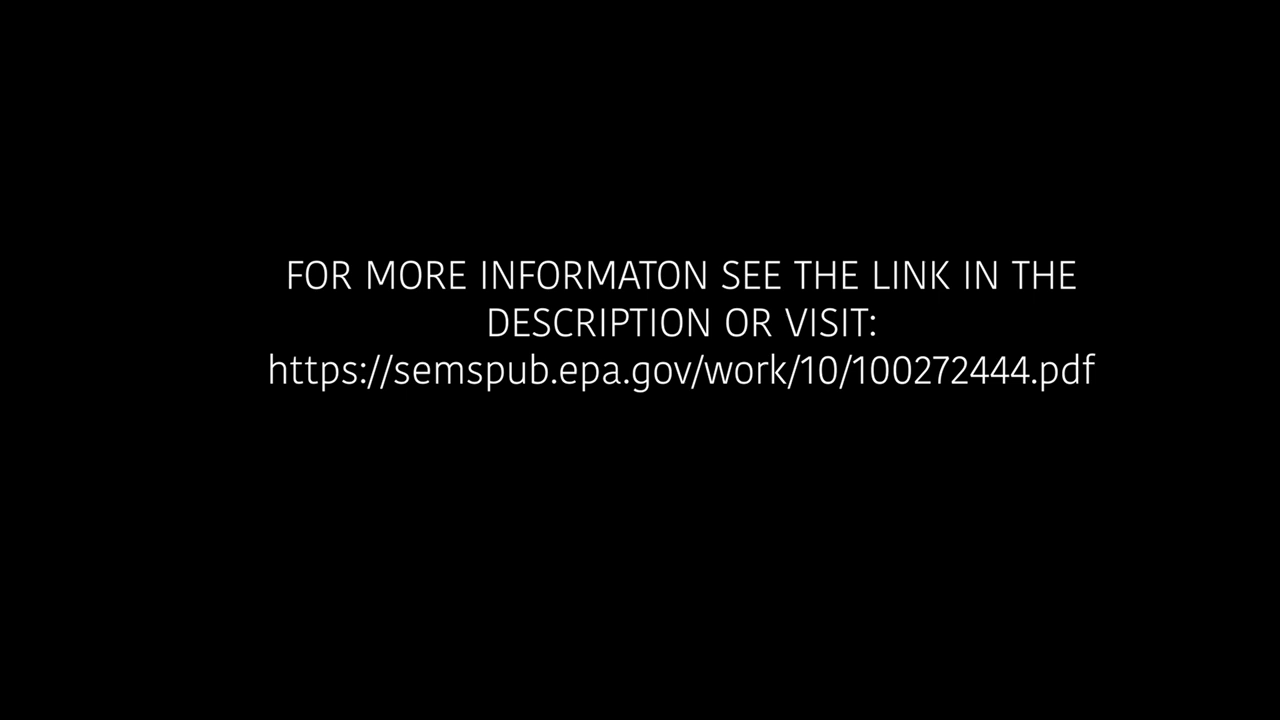 FOR MORE INFORMATON SEE THE LINK IN THE
DESCRIPTION OR VISIT:
https://semspub.epa.gov/work/10/100272444.pdf